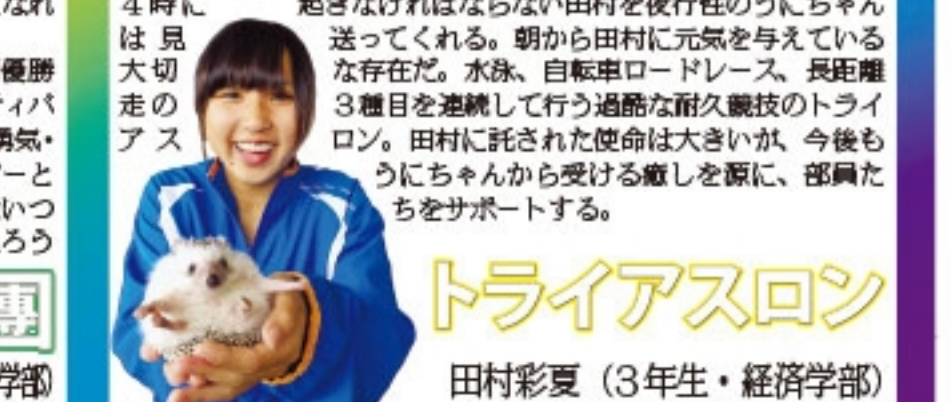 ４時に起きなければならない田村を夜行性のうにちゃん
は見送ってくれる。朝から田村に元気を与えている
大切な存在だ。水泳、自転車ロードレース、長距離
走の３種目を連続して行う過酷な耐久競技のトライ
アスロン。田村に託された使命は大きいが、今後も
うにちゃんから受ける癒しを源に、部員た
ちをサポートする。
トライアスロン
田村彩夏（３年生・経済学部）
なれ
優勝
ィバ
勇気・
ーと
いつ
ろう
専
学部）